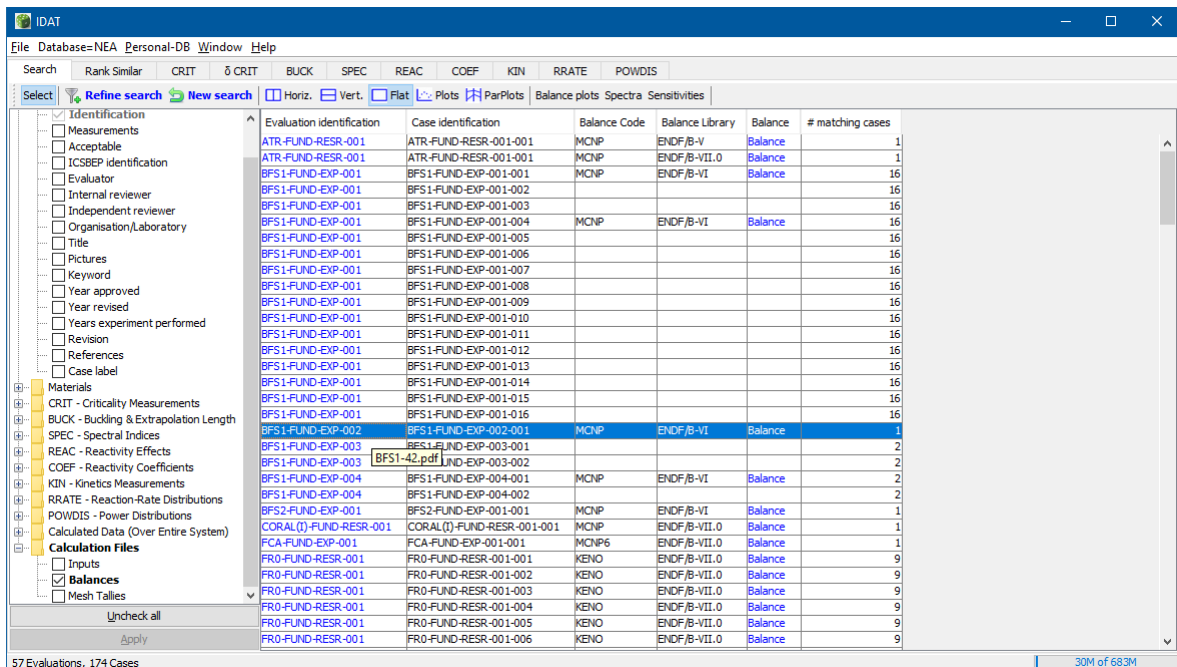 IDAT
File Database=NEA Personal-DB Window Help
Search Rank Similar CRIT δ CRIT BUCK SPEC REAC COEF KIN RRATE POWDIS
Select Refine search New search Horiz. Vert. Flat Plots ParPlots Balance plots Spectra Sensitivities
Identification
Measurements
Acceptable
ICSBEP identification
Evaluator
Internal reviewer
Independent reviewer
Organisation/Laboratory
Title
Pictures
Keyword
Year approved
Year revised
Years experiment performed
Revision
References
Case label
Materials
CRIT - Criticality Measurements
BUCK - Buckling & Extrapolation Length
SPEC - Spectral Indices
REAC - Reactivity Effects
COEF - Reactivity Coefficients
KIN - Kinetics Measurements
RRATE - Reaction-Rate Distributions
POWDIS - Power Distributions
Calculated Data (Over Entire System)
Calculation Files
Inputs
Balances
Mesh Tallies
Uncheck all
Apply
Evaluation identification Case identification Balance Code Balance Library Balance # matching cases
ATR-FUND-RESR-001 ATR-FUND-RESR-001-001 MCNP ENDF/B-V Balance 1
ATR-FUND-RESR-001 ATR-FUND-RESR-001-001 MCNP ENDF/B-VII.0 Balance 1
BFS1-FUND-EXP-001 BFS1-FUND-EXP-001-001 MCNP ENDF/B-VI Balance 16
BFS1-FUND-EXP-001 BFS1-FUND-EXP-001-002 16
BFS1-FUND-EXP-001 BFS1-FUND-EXP-001-003 16
BFS1-FUND-EXP-001 BFS1-FUND-EXP-001-004 MCNP ENDF/B-VI Balance 16
BFS1-FUND-EXP-001 BFS1-FUND-EXP-001-005 16
BFS1-FUND-EXP-001 BFS1-FUND-EXP-001-006 16
BFS1-FUND-EXP-001 BFS1-FUND-EXP-001-007 16
BFS1-FUND-EXP-001 BFS1-FUND-EXP-001-008 16
BFS1-FUND-EXP-001 BFS1-FUND-EXP-001-009 16
BFS1-FUND-EXP-001 BFS1-FUND-EXP-001-010 16
BFS1-FUND-EXP-001 BFS1-FUND-EXP-001-011 16
BFS1-FUND-EXP-001 BFS1-FUND-EXP-001-012 16
BFS1-FUND-EXP-001 BFS1-FUND-EXP-001-013 16
BFS1-FUND-EXP-001 BFS1-FUND-EXP-001-014 16
BFS1-FUND-EXP-001 BFS1-FUND-EXP-001-015 16
BFS1-FUND-EXP-001 BFS1-FUND-EXP-001-016 16
BFS1-FUND-EXP-002 BFS1-FUND-EXP-002-001 MCNP ENDF/B-VI Balance 1
BFS1-FUND-EXP-003 BFS1-FUND-EXP-003-001 2
BFS1-FUND-EXP-003 BFS1-42.pdf UND-EXP-003-002 2
BFS1-FUND-EXP-004 BFS1-FUND-EXP-004-001 MCNP ENDF/B-VI Balance 2
BFS1-FUND-EXP-004 BFS1-FUND-EXP-004-002 2
BFS2-FUND-EXP-001 BFS2-FUND-EXP-001-001 MCNP ENDF/B-VI Balance 1
CORAL(I)-FUND-RESR-001 CORAL(I)-FUND-RESR-001-001 MCNP ENDF/B-VII.0 Balance 1
FCA-FUND-EXP-001 FCA-FUND-EXP-001-001 MCNP6 ENDF/B-VII.0 Balance 1
FR0-FUND-RESR-001 FR0-FUND-RESR-001-001 KENO ENDF/B-VII.0 Balance 9
FR0-FUND-RESR-001 FR0-FUND-RESR-001-002 KENO ENDF/B-VII.0 Balance 9
FR0-FUND-RESR-001 FR0-FUND-RESR-001-003 KENO ENDF/B-VII.0 Balance 9
FR0-FUND-RESR-001 FR0-FUND-RESR-001-004 KENO ENDF/B-VII.0 Balance 9
FR0-FUND-RESR-001 FR0-FUND-RESR-001-005 KENO ENDF/B-VII.0 Balance 9
FR0-FUND-RESR-001 FR0-FUND-RESR-001-006 KENO ENDF/B-VII.0 Balance 9
57 Evaluations, 174 Cases 30M of 683M